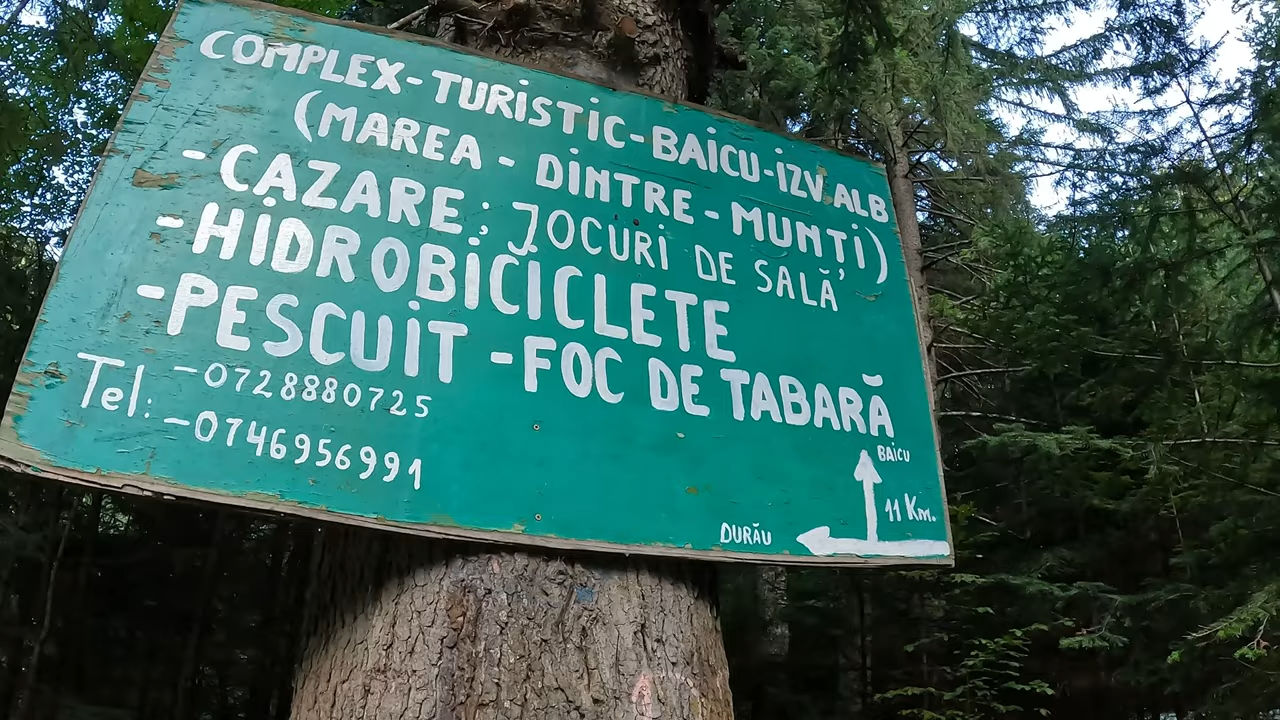 COMPLEX-TURISTIC-BAICU-IZV.ALB
(MAREA - DINTRE - MUNȚI)
-CAZARE; JOCURI DE SALĂ
-HIDROBICICLETE
-PESCUIT -FOC DE TABARĂ
Tel: -0728880725
-0746956991
BAICU
11 Km.
DURĂU